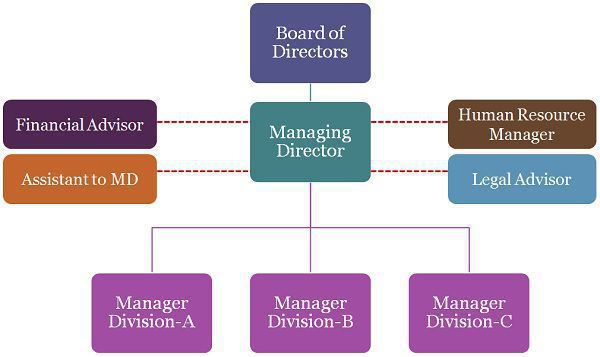 Board of
Directors
Financial Advisor
Managing
Director
Human Resource
Manager
Assistant to MD
Legal Advisor
Manager
Division-A
Manager
Division-B
Manager
Division-C